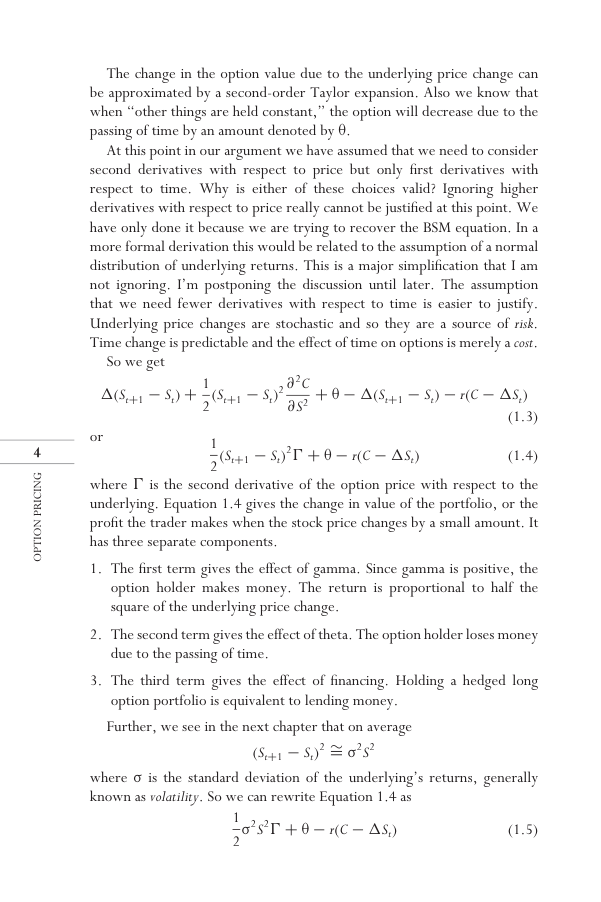 The change in the option value due to the underlying price change can
be approximated by a second-order Taylor expansion. Also we know that
when “other things are held constant,” the option will decrease due to the
passing of time by an amount denoted by θ.
At this point in our argument we have assumed that we need to consider
second derivatives with respect to price but only first derivatives with
respect to time. Why is either of these choices valid? Ignoring higher
derivatives with respect to price really cannot be justified at this point. We
have only done it because we are trying to recover the BSM equation. In a
more formal derivation this would be related to the assumption of a normal
distribution of underlying returns. This is a major simplification that I am
not ignoring. I’m postponing the discussion until later. The assumption
that we need fewer derivatives with respect to time is easier to justify.
Underlying price changes are stochastic and so they are a source of risk.
Time change is predictable and the effect of time on options is merely a cost.
So we get
Δ(S_{t+1} − S_t) + 1/2 (S_{t+1} − S_t)² ∂²C/∂S² + θ − Δ(S_{t+1} − S_t) − r(C − ΔS_t)
(1.3)
or
1/2 (S_{t+1} − S_t)²Γ + θ − r(C − ΔS_t) (1.4)
4
OPTION PRICING
where Γ is the second derivative of the option price with respect to the
underlying. Equation 1.4 gives the change in value of the portfolio, or the
profit the trader makes when the stock price changes by a small amount. It
has three separate components.
1. The first term gives the effect of gamma. Since gamma is positive, the
option holder makes money. The return is proportional to half the
square of the underlying price change.
2. The second term gives the effect of theta. The option holder loses money
due to the passing of time.
3. The third term gives the effect of financing. Holding a hedged long
option portfolio is equivalent to lending money.
Further, we see in the next chapter that on average
(S_{t+1} − S_t)² ≅ σ²S²
where σ is the standard deviation of the underlying’s returns, generally
known as volatility. So we can rewrite Equation 1.4 as
1/2 σ²S²Γ + θ − r(C − ΔS_t) (1.5)